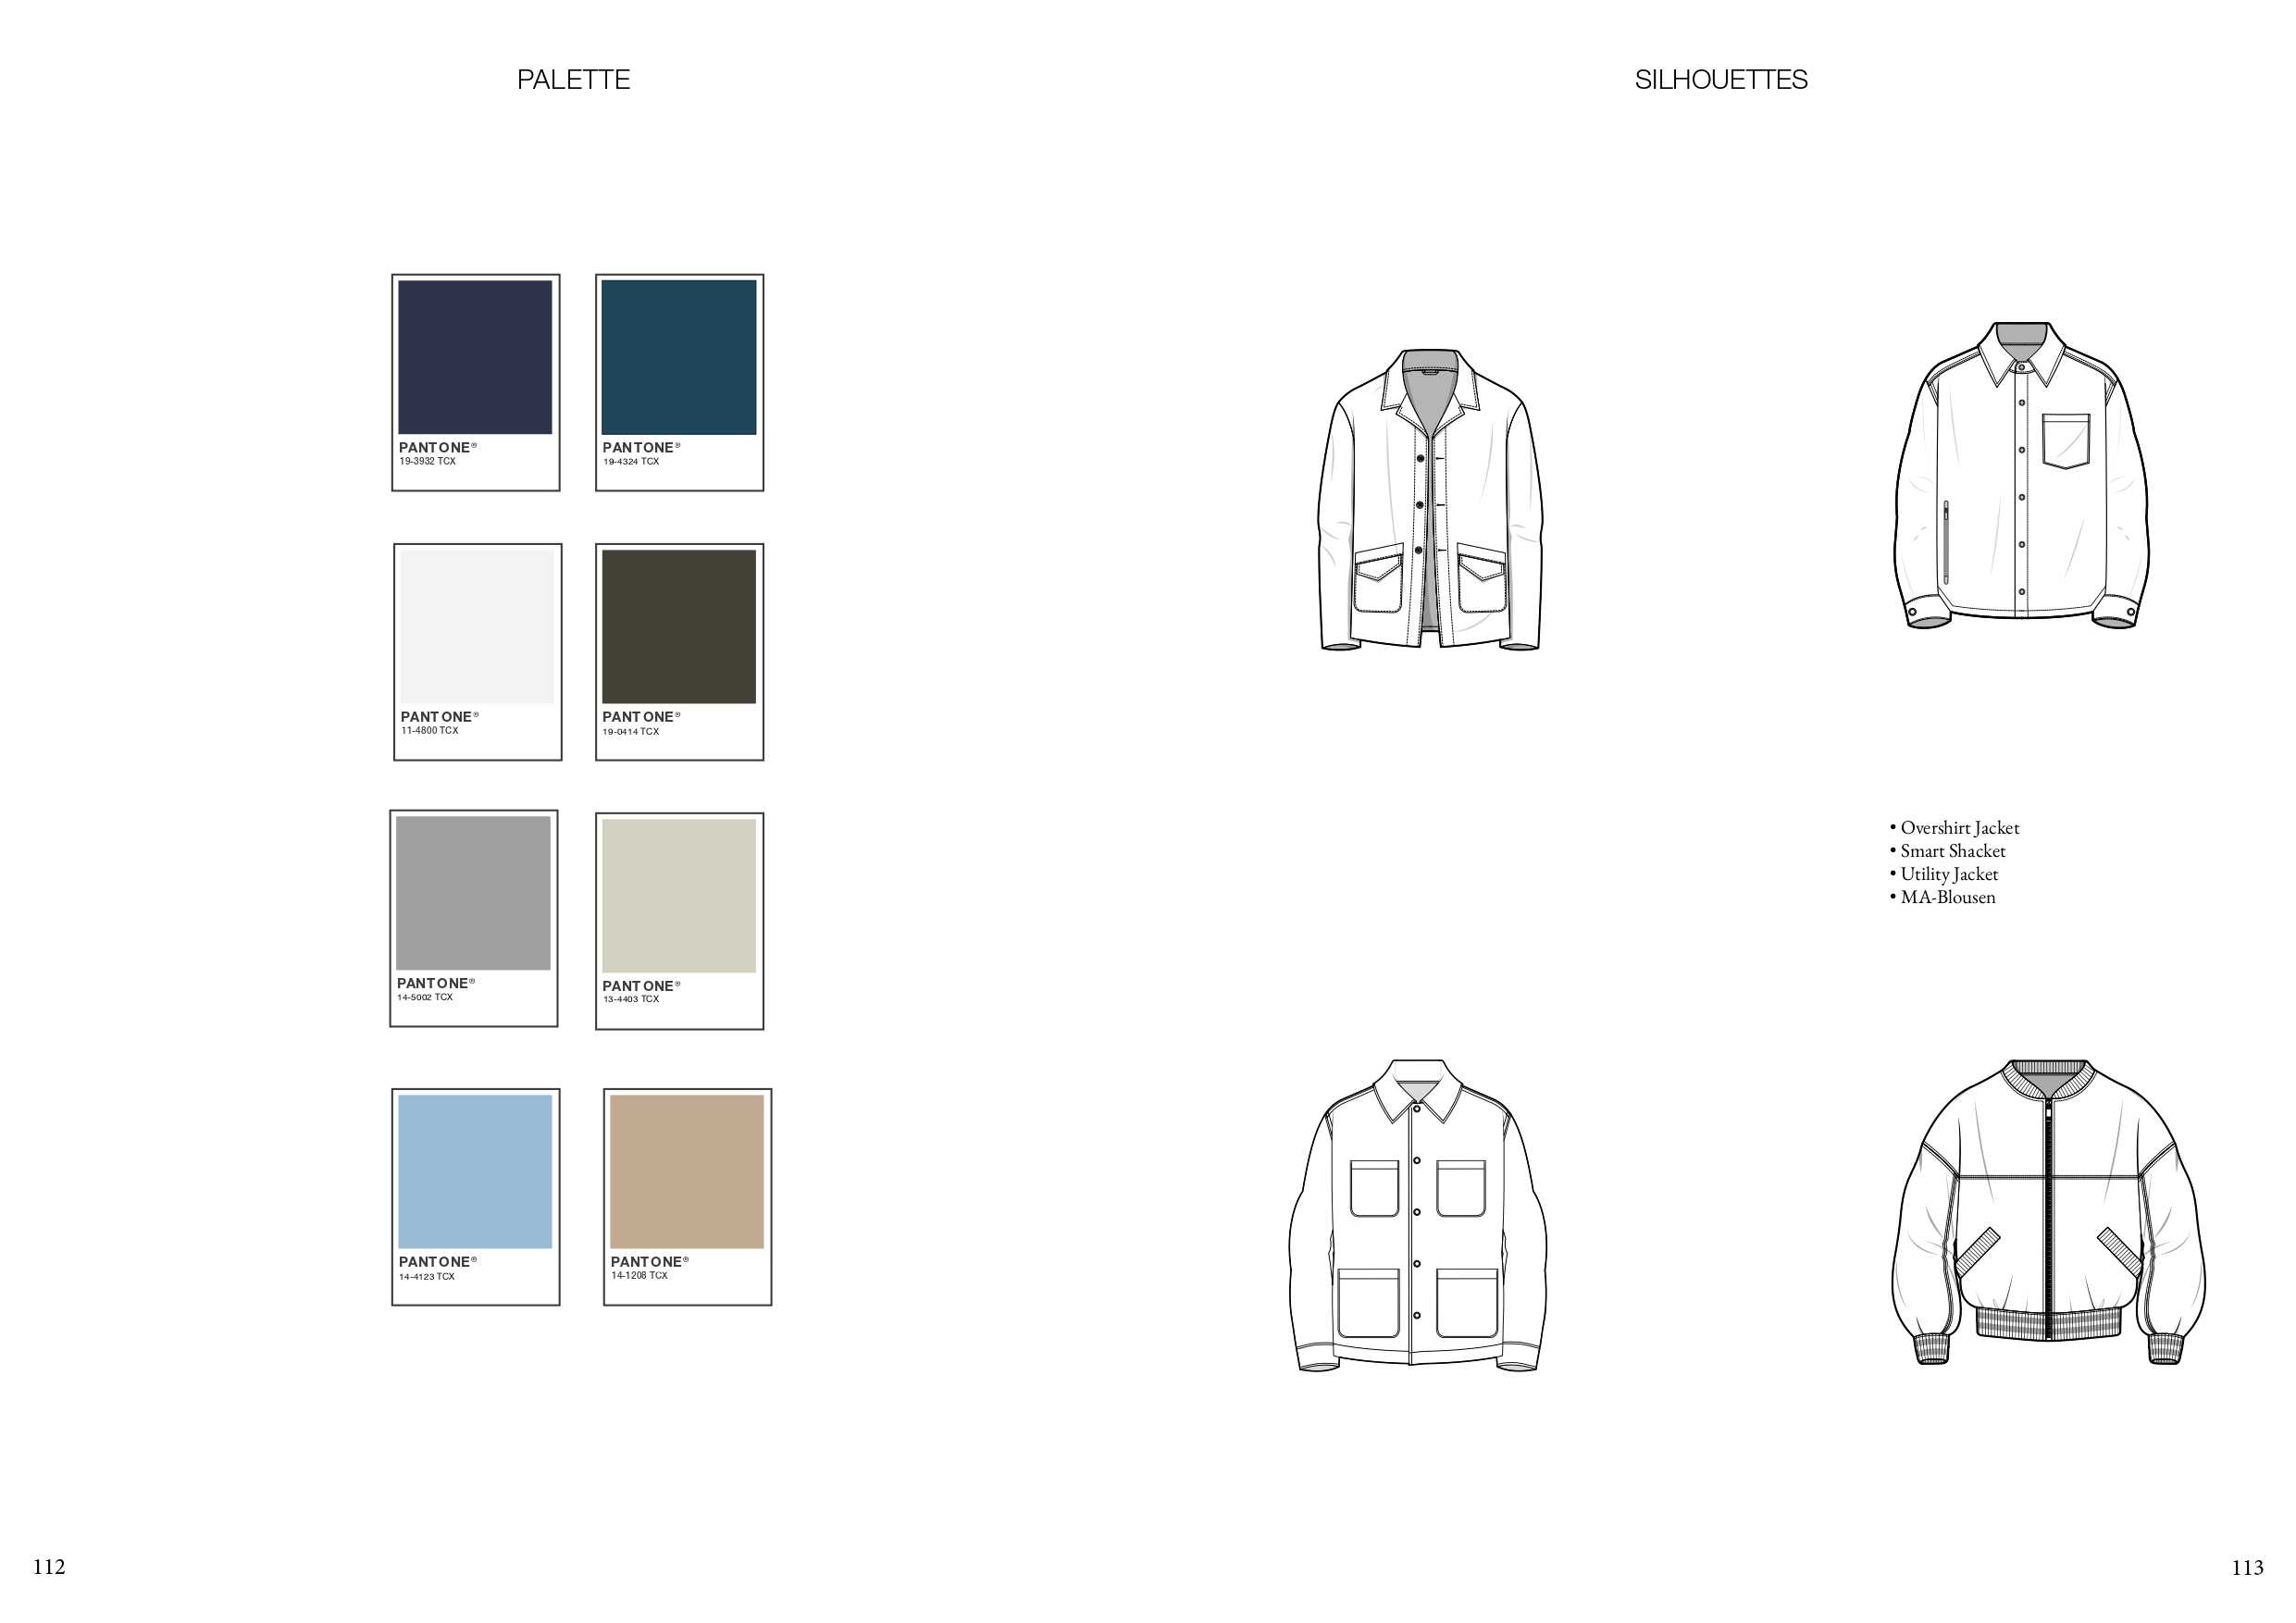 PALETTE
SILHOUETTES
PANTONE®
19-3932 TCX
PANTONE®
19-4324 TCX
PANTONE®
11-4800 TCX
PANTONE®
19-0414 TCX
PANTONE®
14-5002 TCX
PANTONE®
13-4403 TCX
PANTONE®
14-4123 TCX
PANTONE®
14-1208 TCX
• Overshirt Jacket
• Smart Shacket
• Utility Jacket
• MA-Blousen
112
113